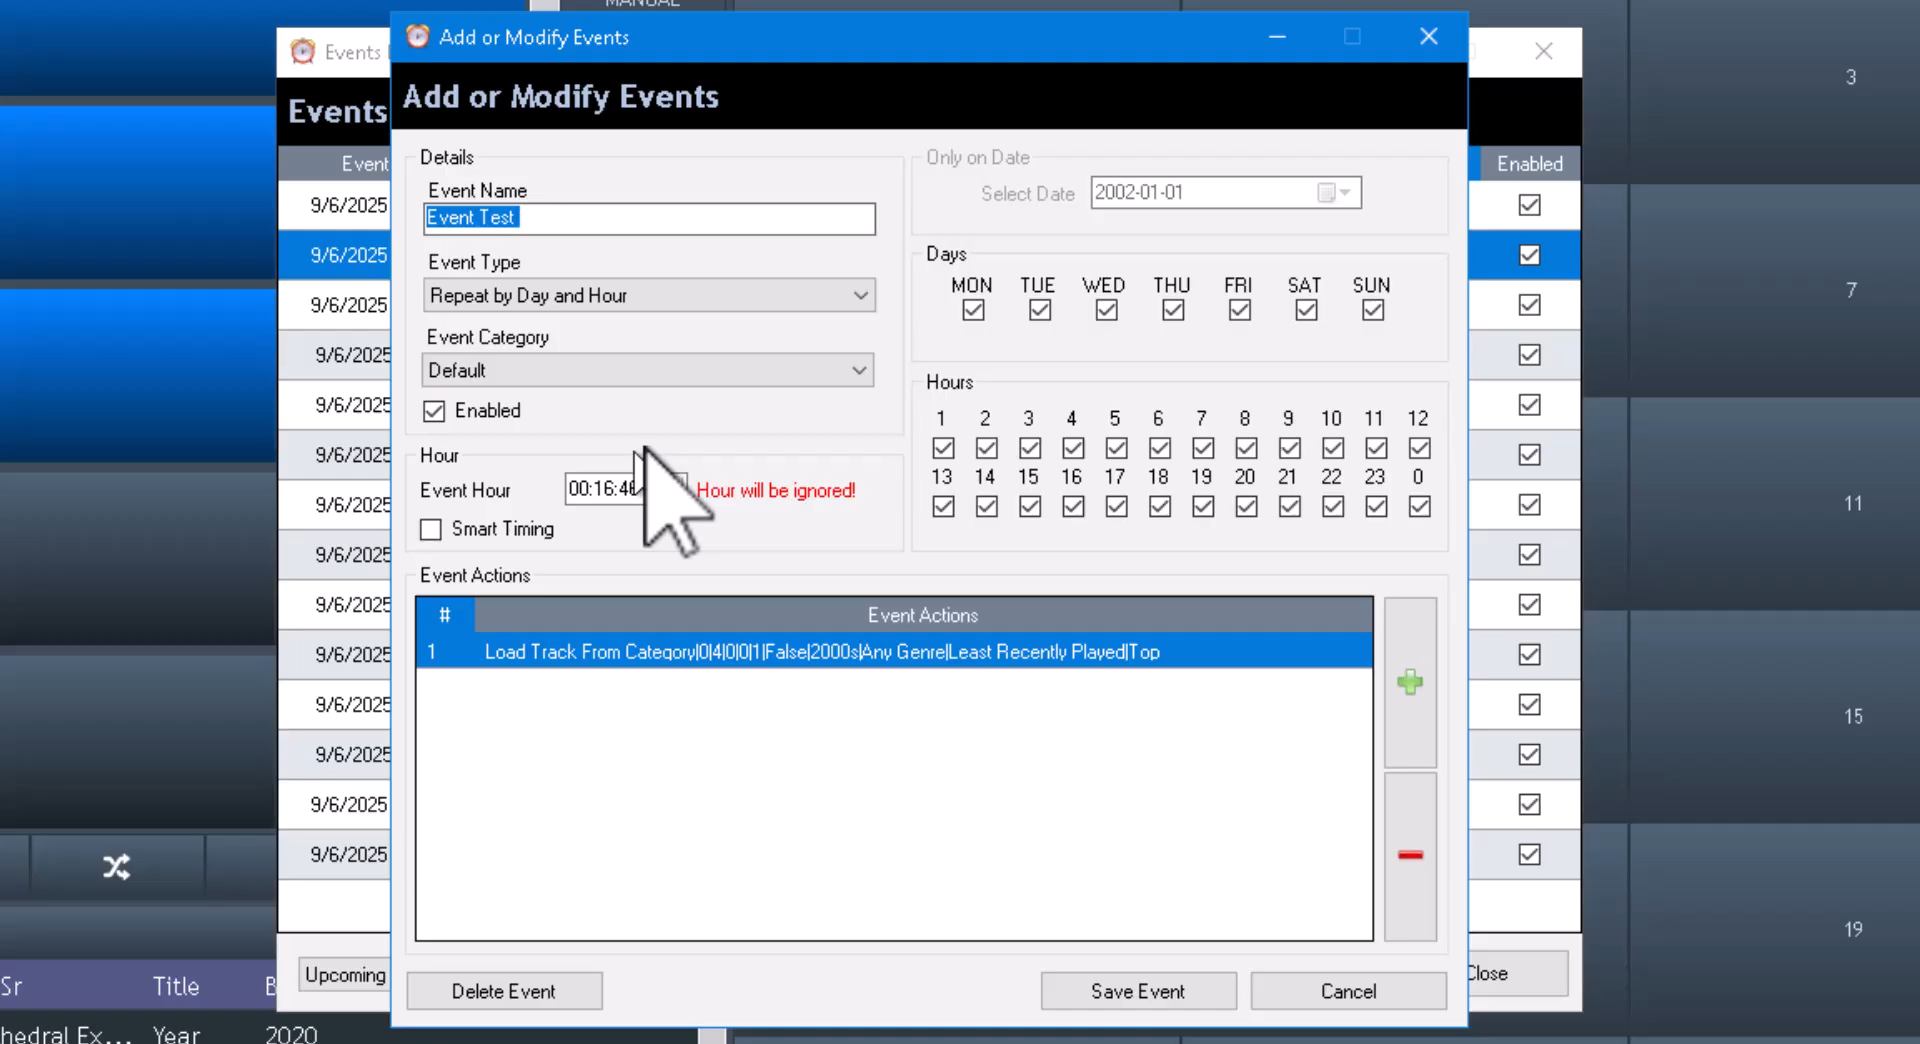 MANUAL
Events
Add or Modify Events
Events
Add or Modify Events
Event
Enabled
Details
Event Name
Event Test
Event Type
Repeat by Day and Hour
Event Category
Default
Enabled
Only on Date
Select Date 2002-01-01
Days
MON TUE WED THU FRI SAT SUN
Hours
1 2 3 4 5 6 7 8 9 10 11 12
13 14 15 16 17 18 19 20 21 22 23 0
Hour
Event Hour 00:16:4 Hour will be ignored!
Smart Timing
Event Actions
# Event Actions
1 Load Track From Category|0|4|0|0|1|False|2000s|Any Genre|Least Recently Played|Top
Delete Event
Save Event
Cancel
9/6/2025
9/6/2025
9/6/2025
9/6/2025
9/6/2025
9/6/2025
9/6/2025
9/6/2025
9/6/2025
9/6/2025
9/6/2025
9/6/2025
9/6/2025
9/6/2025
Upcoming
Close
3
7
11
15
19
Sr Title B
hedral Ex... Year 2020